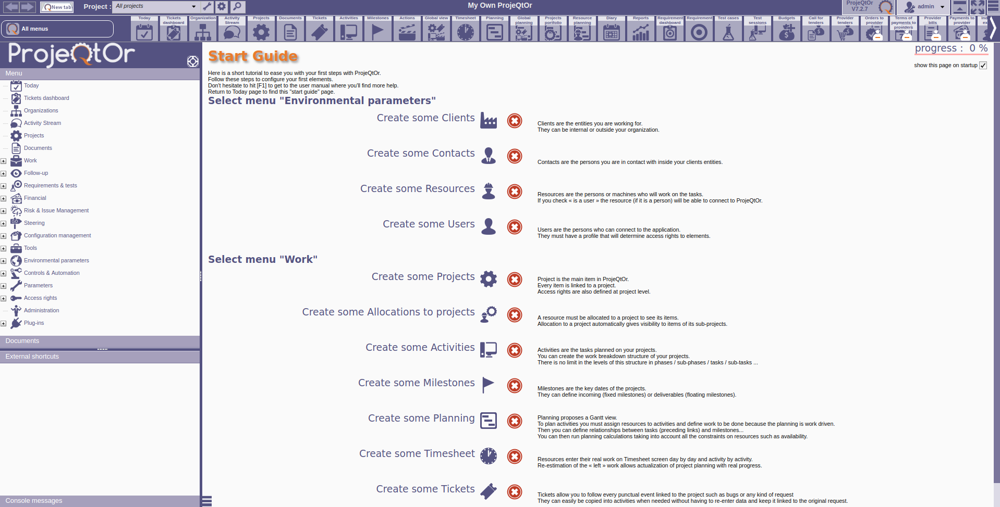 New tab
Project :
All projects
My Own ProjeQtOr
ProjeQtOr
V7.2.7
admin
All menus
Today
Tickets
dashboard
Organization
Activity
Stream
Projects
Documents
Tickets
Activities
Milestones
Actions
Global view
Timesheet
Planning
Global
planning
Projects
portfolio
Resource
planning
Diary
Reports
Requirement
dashboard
Requirement
Test cases
Test
sessions
Budgets
Call for
tenders
Provider
tenders
Orders to
provider
Terms of
payments to
providers
Provider
bills
Payments to
provider
ProjeQtOr
Menu
Today
Tickets dashboard
Organizations
Activity Stream
Projects
Documents
Work
Follow-up
Requirements & tests
Financial
Risk & Issue Management
GO
Steering
Configuration management
Tools
Environmental parameters
Controls & Automation
Parameters
Access rights
Administration
Plug-ins
Documents
External shortcuts
Console messages
Start Guide
progress : 0 %
show this page on startup
Here is a short tutorial to ease you with your first steps with ProjeQtOr.
Follow these steps to configure your first elements.
Don't hesitate to hit [F1] to get to the user manual where you'll find more help.
Return to Today page to find this "start guide" page.
Select menu "Environmental parameters"
Create some Clients
Clients are the entities you are working for.
They can be internal or outside your organization.
Create some Contacts
Contacts are the persons you are in contact with inside your clients entities.
Create some Resources
Resources are the persons or machines who will work on the tasks.
If you check « is a user » the resource (if it is a person) will be able to connect to ProjeQtOr.
Create some Users
Users are the persons who can connect to the application.
They must have a profile that will determine access rights to elements.
Select menu "Work"
Create some Projects
Project is the main item in ProjeQtOr.
Every item is linked to a project.
Access rights are also defined at project level.
Create some Allocations to projects
A resource must be allocated to a project to see its items.
Allocation to a project automatically gives visibility to items of its sub-projects.
Create some Activities
Activities are the tasks planned on your projects.
You can create the work breakdown structure of your projects.
There is no limit in the levels of this structure in phases / sub-phases / tasks / sub-tasks ...
Create some Milestones
Milestones are the key dates of the projects.
They can define incoming (fixed milestones) or deliverables (floating milestones).
Create some Planning
Planning proposes a Gantt view.
To plan activities you must assign resources to activities and define work to be done because the planning is work driven.
Then you can define relationships between tasks (preceding links) and milestones...
You can then run planning calculations taking into account all the constraints on resources such as availability.
Create some Timesheet
Resources enter their real work on Timesheet screen day by day and activity by activity.
Re-estimation of the « left » work allows actualization of project planning with real progress.
Create some Tickets
Tickets allow you to follow every punctual event linked to the project such as bugs or any kind of request
They can easily be copied into activities when needed without having to re-enter data and keep it linked to the original request.